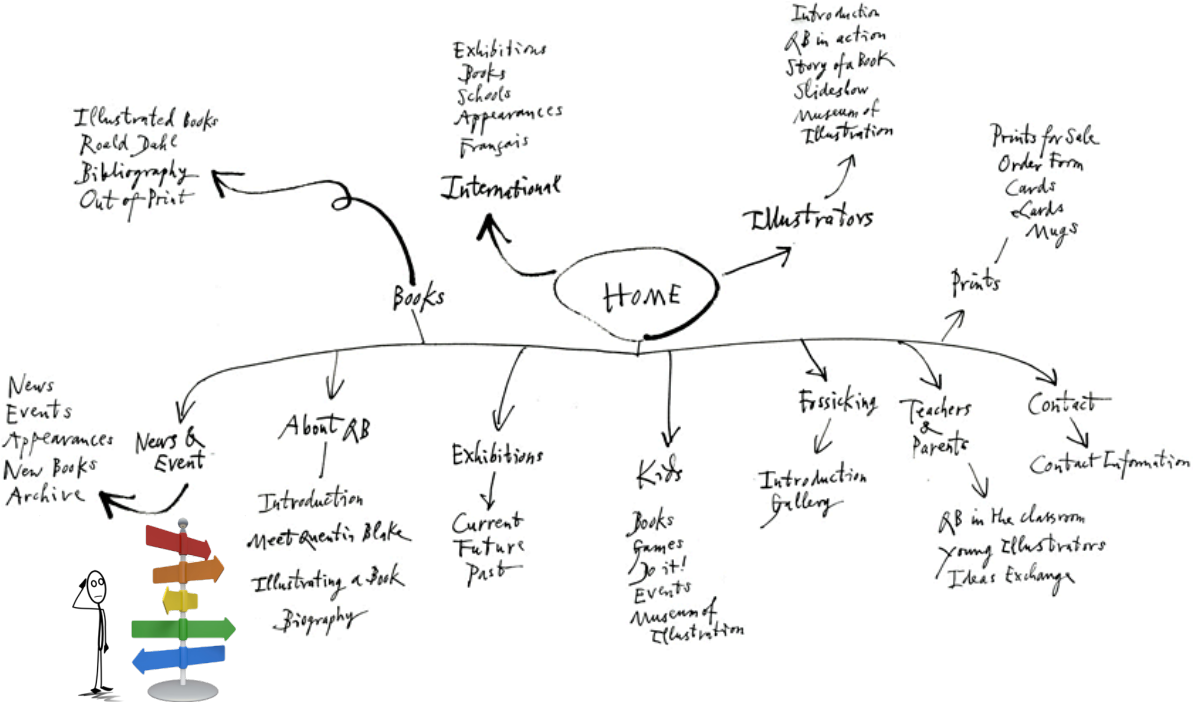 Introduction
QB in action
Story of a Book
Slideshow
Museum of
Illustration
Illustrators
Exhibitions
Books
Schools
Appearances
Français
International
Illustrated Books
Roald Dahl
Bibliography
Out of Print
Books
HOME
Prints for Sale
Order Form
Cards
eCards
Mugs
Prints
News
Events
Appearances
New Books
Archive
News &
Event
About QB
Introduction
Meet Quentin Blake
Illustrating a Book
Biography
Exhibitions
Current
Future
Past
Kids
Books
Games
Do it!
Events
Museum of
Illustration
Fossicking
Introduction
Gallery
Teachers
&
Parents
QB in the classroom
Young Illustrators
Ideas Exchange
Contact
Contact Information